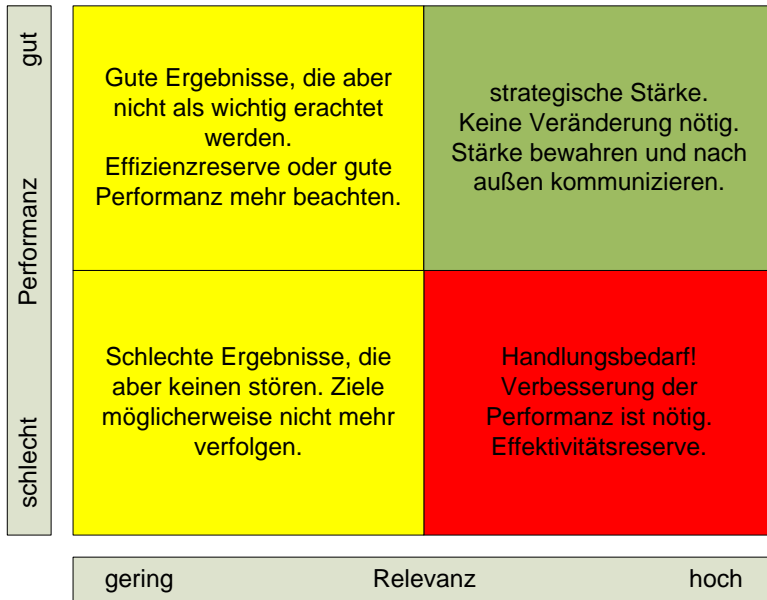 gut
Performanz
schlecht
Gute Ergebnisse, die aber
nicht als wichtig erachtet
werden.
Effizienzreserve oder gute
Performanz mehr beachten.
strategische Stärke.
Keine Veränderung nötig.
Stärke bewahren und nach
außen kommunizieren.
Schlechte Ergebnisse, die
aber keinen stören. Ziele
möglicherweise nicht mehr
verfolgen.
Handlungsbedarf!
Verbesserung der
Performanz ist nötig.
Effektivitätsreserve.
gering Relevanz hoch